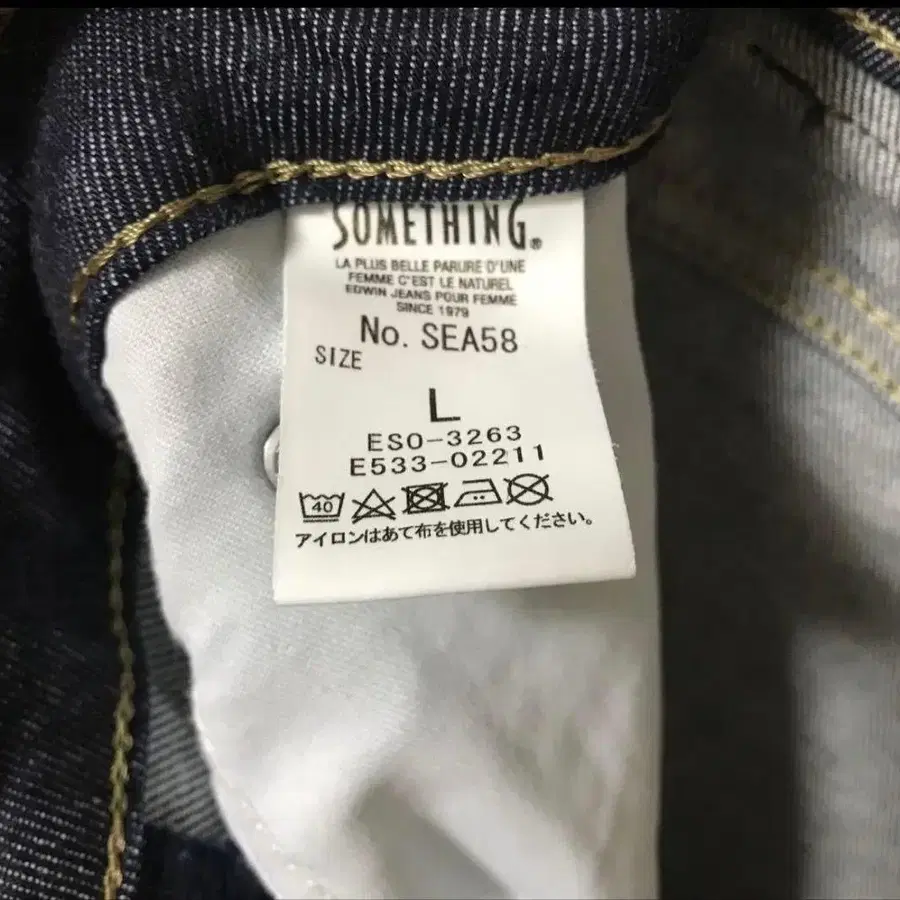 SOMETHING®
LA PLUS BELLE PARURE D'UNE
FEMME C'EST LE NATUREL
EDWIN JEANS POUR FEMME
SINCE 1979
No. SEA58
SIZE
L
ESO-3263
E533-02211
40
アイロンはあて布を使用してください。